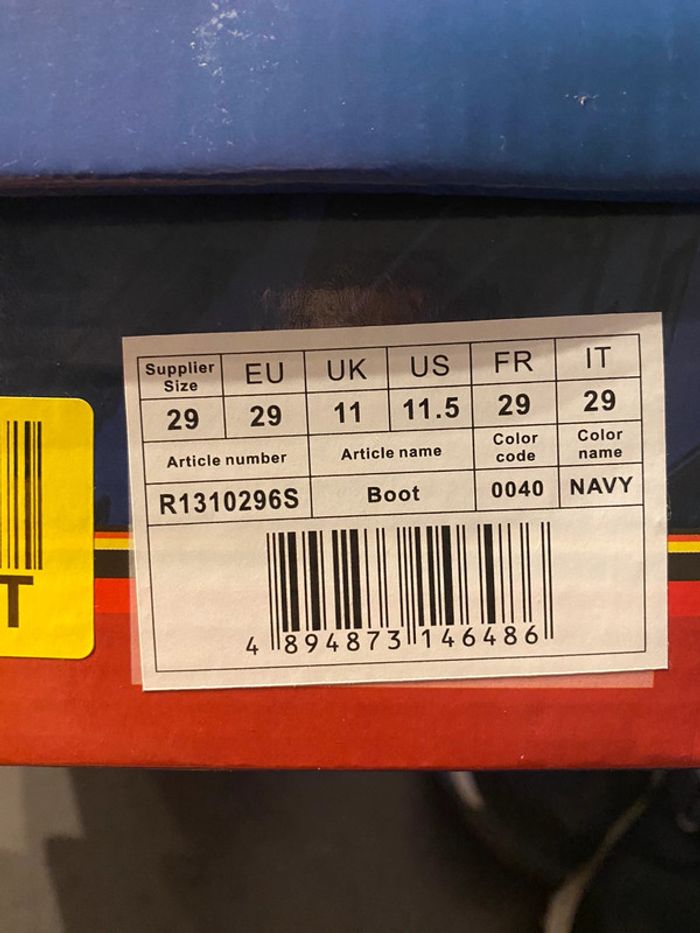 Supplier Size EU UK US FR IT
29 29 11 11.5 29 29
Article number Article name Color code Color name
R1310296S Boot 0040 NAVY
4 894873 146486
T